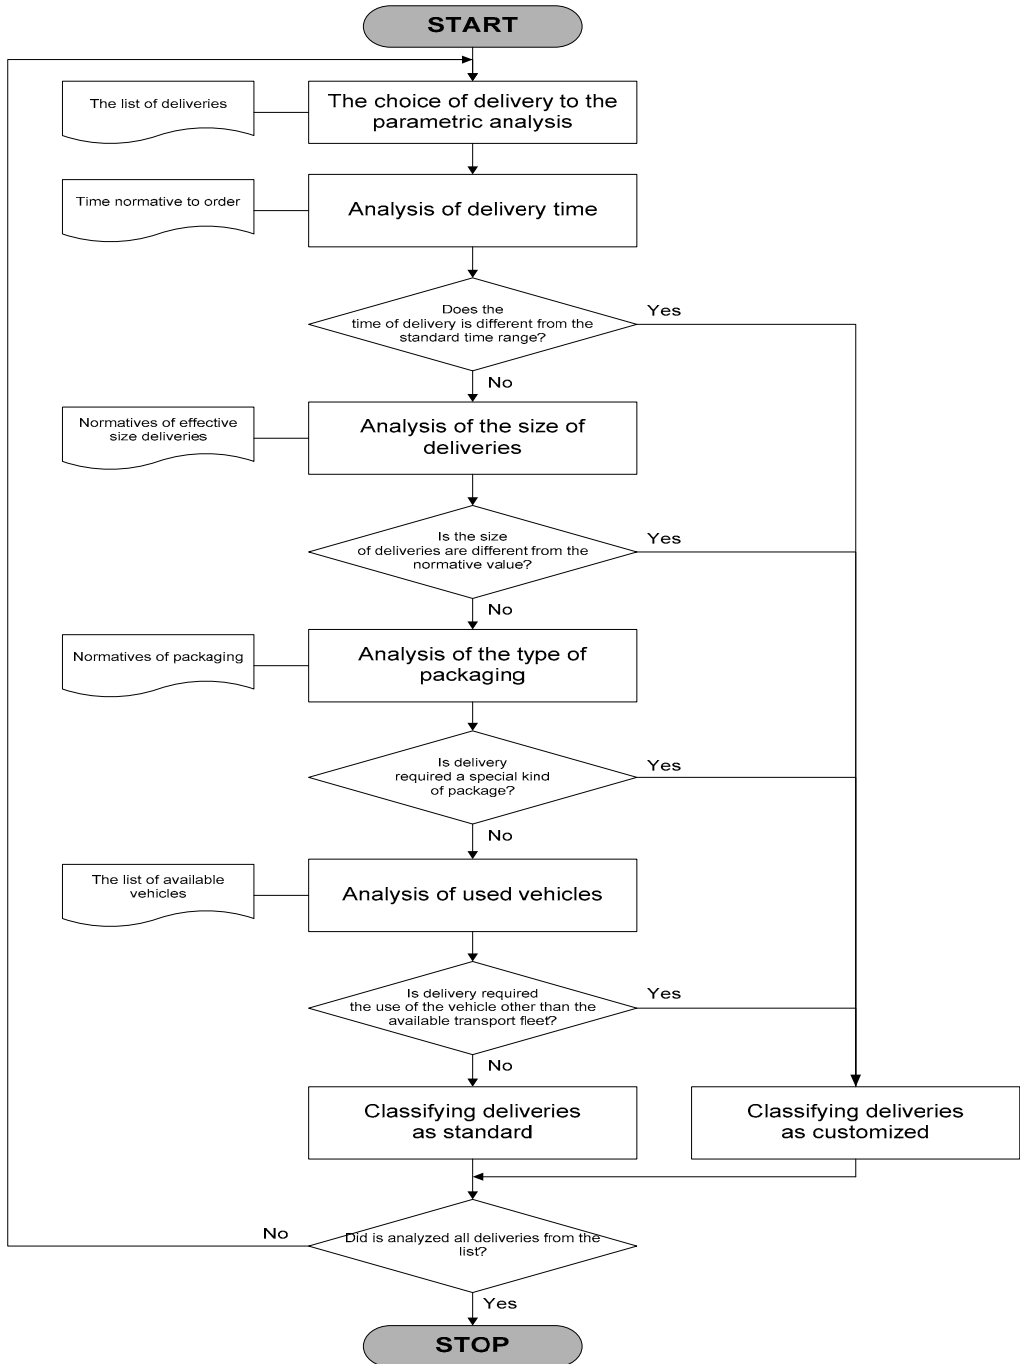 START
The list of deliveries
The choice of delivery to the
parametric analysis
Time normative to order
Analysis of delivery time
Does the
time of delivery is different from the
standard time range?
Yes
No
Normatives of effective
size deliveries
Analysis of the size of
deliveries
Is the size
of deliveries are different from the
normative value?
Yes
No
Normatives of packaging
Analysis of the type of
packaging
Is delivery
required a special kind
of package?
Yes
No
The list of available
vehicles
Analysis of used vehicles
Is delivery required
the use of the vehicle other than the
available transport fleet?
Yes
No
Classifying deliveries
as standard
Classifying deliveries
as customized
Did is analyzed all deliveries from the
list?
No
Yes
STOP